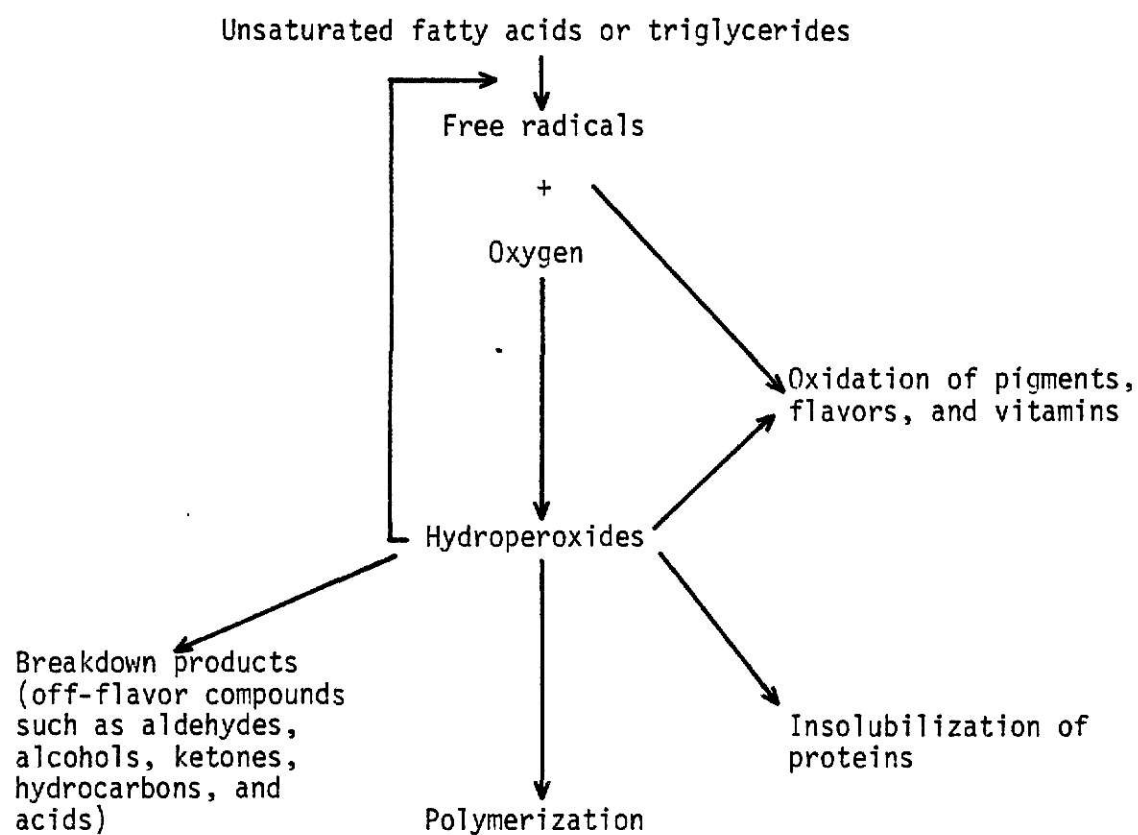 Unsaturated fatty acids or triglycerides
Free radicals
+
Oxygen
Oxidation of pigments,
flavors, and vitamins
Hydroperoxides
Breakdown products
(off-flavor compounds
such as aldehydes,
alcohols, ketones,
hydrocarbons, and
acids)
Insolubilization of
proteins
Polymerization